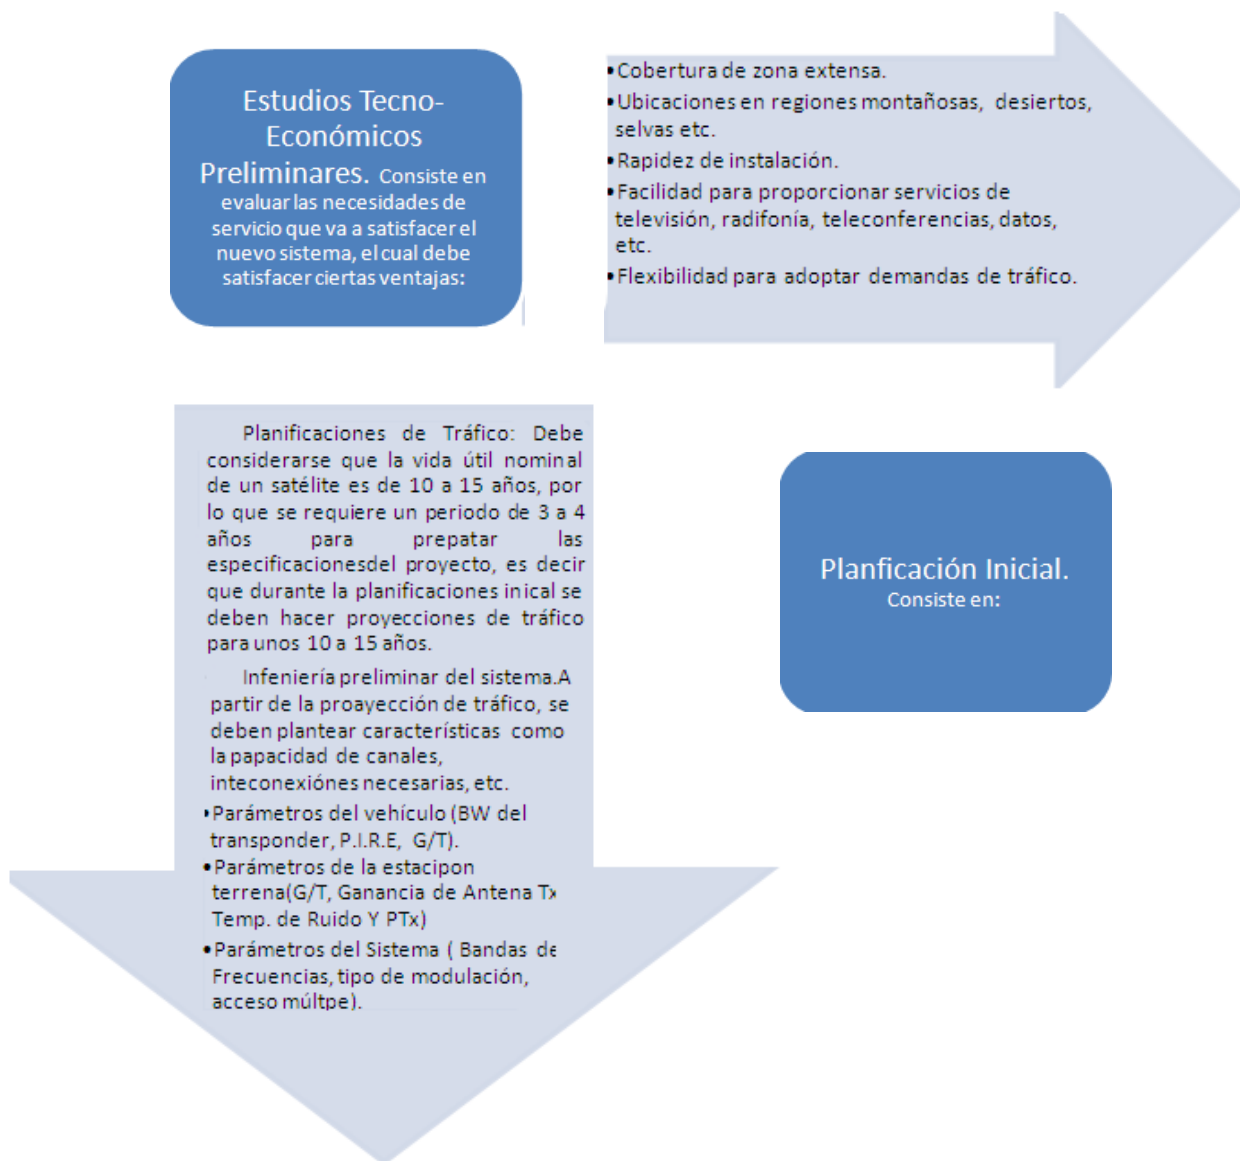 Estudios Tecno-
Económicos
Preliminares. Consiste en
evaluar las necesidades de
servicio que va a satisfacer el
nuevo sistema, el cual debe
satisfacer ciertas ventajas:
•Cobertura de zona extensa.
•Ubicaciones en regiones montañosas, desiertos,
selvas etc.
•Rapidez de instalación.
•Facilidad para proporcionar servicios de
televisión, radifonía, teleconferencias, datos,
etc.
•Flexibilidad para adoptar demandas de tráfico.
Planficación Inicial.
Consiste en:
Planificaciones de Tráfico: Debe
considerarse que la vida útil nominal
de un satélite es de 10 a 15 años, por
lo que se requiere un periodo de 3 a 4
años para prepatar las
especificacionesdel proyecto, es decir
que durante la planificaciones inical se
deben hacer proyecciones de tráfico
para unos 10 a 15 años.
Infeniería preliminar del sistema.A
partir de la proayección de tráfico, se
deben plantear características como
la papacidad de canales,
inteconexiónes necesarias, etc.
•Parámetros del vehículo (BW del
transponder, P.I.R.E, G/T).
•Parámetros de la estacipon
terrena(G/T, Ganancia de Antena Tx
Temp. de Ruido Y PTx)
•Parámetros del Sistema ( Bandas de
Frecuencias, tipo de modulación,
acceso múltpe).